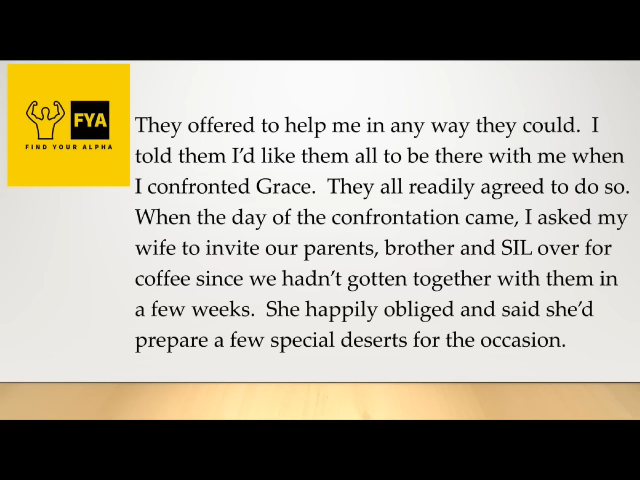 FYA
FIND YOUR ALPHA
They offered to help me in any way they could.  I
told them I'd like them all to be there with me when
I confronted Grace.  They all readily agreed to do so.
When the day of the confrontation came, I asked my
wife to invite our parents, brother and SIL over for
coffee since we hadn't gotten together with them in
a few weeks.  She happily obliged and said she'd
prepare a few special deserts for the occasion.